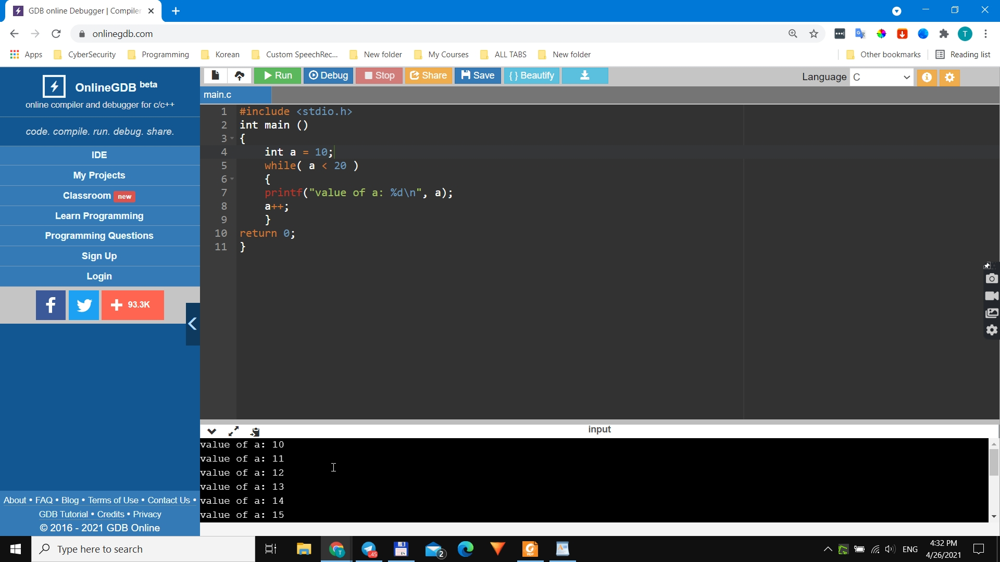 GDB online Debugger | Compiler
onlinegdb.com
Apps CyberSecurity Programming Korean Custom SpeechRec... New folder My Courses ALL TABS New folder Other bookmarks Reading list
OnlineGDB beta
online compiler and debugger for c/c++
code. compile. run. debug. share.
IDE
My Projects
Classroom new
Learn Programming
Programming Questions
Sign Up
Login
f + 93.3K
About • FAQ • Blog • Terms of Use • Contact Us •
GDB Tutorial • Credits • Privacy
© 2016 - 2021 GDB Online
Run Debug Stop Share Save { } Beautify
Language C
main.c
1 #include <stdio.h>
2 int main ()
3 {
4 int a = 10;
5 while( a < 20 )
6 {
7 printf("value of a: %d\n", a);
8 a++;
9 }
10 return 0;
11 }
input
value of a: 10
value of a: 11
value of a: 12
value of a: 13
value of a: 14
value of a: 15
Type here to search
45
64
2
PDF
ENG
4:32 PM
4/26/2021
T